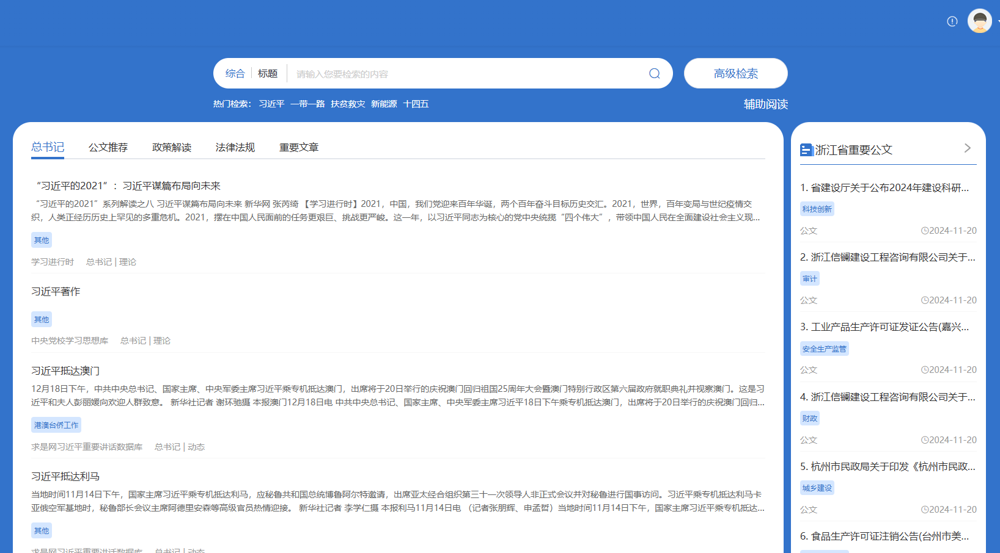 综合 标题 请输入您要检索的内容 高级检索
热门检索： 习近平 一带一路 扶贫救灾 新能源 十四五 辅助阅读
总书记 公文推荐 政策解读 法律法规 重要文章
“习近平的2021”：习近平谋篇布局向未来
“习近平的2021”系列解读之八 习近平谋篇布局向未来 新华网 张芮绮 【学习进行时】2021，中国，我们党迎来百年华诞，两个百年奋斗目标历史交汇。2021，世界，百年变局与世纪疫情交
织，人类正经历历史上罕见的多重危机。2021，摆在中国人民面前的任务更艰巨、挑战更严峻。这一年，以习近平同志为核心的党中央统揽“四个伟大”，带领中国人民在全面建设社会主义现...
其他
学习进行时 总书记 | 理论
习近平著作
其他
中央党校学习思想库 总书记 | 理论
习近平抵达澳门
12月18日下午，中共中央总书记、国家主席、中央军委主席习近平乘专机抵达澳门，出席将于20日举行的庆祝澳门回归祖国25周年大会暨澳门特别行政区第六届政府就职典礼并视察澳门。这是习
近平和夫人彭丽媛向欢迎人群致意。 新华社记者 谢环驰摄 本报澳门12月18日电 中共中央总书记、国家主席、中央军委主席习近平18日下午乘专机抵达澳门，出席将于20日举行的庆祝澳门回归...
港澳台侨工作
求是网习近平重要讲话数据库 总书记 | 动态
习近平抵达利马
当地时间11月14日下午，国家主席习近平乘专机抵达利马，应秘鲁共和国总统博鲁阿尔特邀请，出席亚太经合组织第三十一次领导人非正式会议并对秘鲁进行国事访问。习近平乘专机抵达利马卡
亚俄空军基地时，秘鲁部长会议主席阿德里安森等高级官员热情迎接。 新华社记者 李学仁摄 本报利马11月14日电 （记者张朋辉、申孟哲）当地时间11月14日下午，国家主席习近平乘专机抵达...
其他
求是网习近平重要讲话数据库 总书记 | 动态
浙江省重要公文
1. 省建设厅关于公布2024年建设科研...
科技创新
公文 2024-11-20
2. 浙江信镧建设工程咨询有限公司关于...
审计
公文 2024-11-20
3. 工业产品生产许可证发证公告(嘉兴...
安全生产监管
公文 2024-11-20
4. 浙江信镧建设工程咨询有限公司关于...
财政
公文 2024-11-20
5. 杭州市民政局关于印发《杭州市民政...
城乡建设
公文 2024-11-20
6. 食品生产许可证注销公告(台州市美...